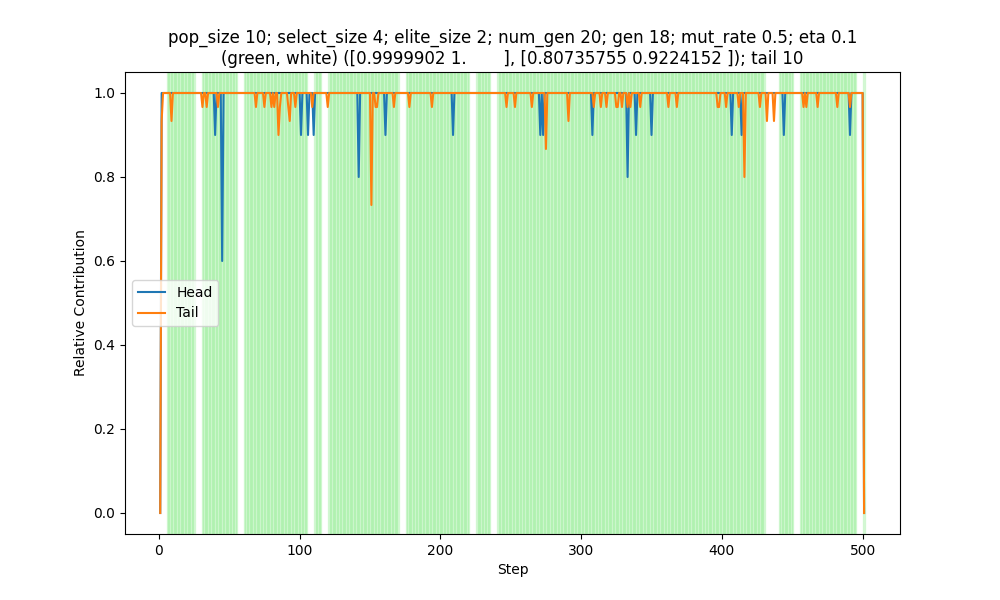 pop_size 10; select_size 4; elite_size 2; num_gen 20; gen 18; mut_rate 0.5; eta 0.1
(green, white) ([0.9999902 1.       ], [0.80735755 0.9224152 ]); tail 10
1.0
0.8
0.6
0.4
0.2
0.0
Relative Contribution
Head
Tail
0 100 200 300 400 500
Step